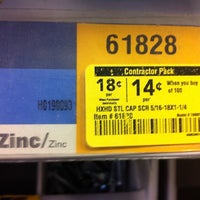 61828
Contractor Pack
18¢ 14¢ When you buy
per per of 100
HXHD STL CAP SCR 5/16-18X1-1/4
Item # 61828
H0190093
Zinc/Zinc